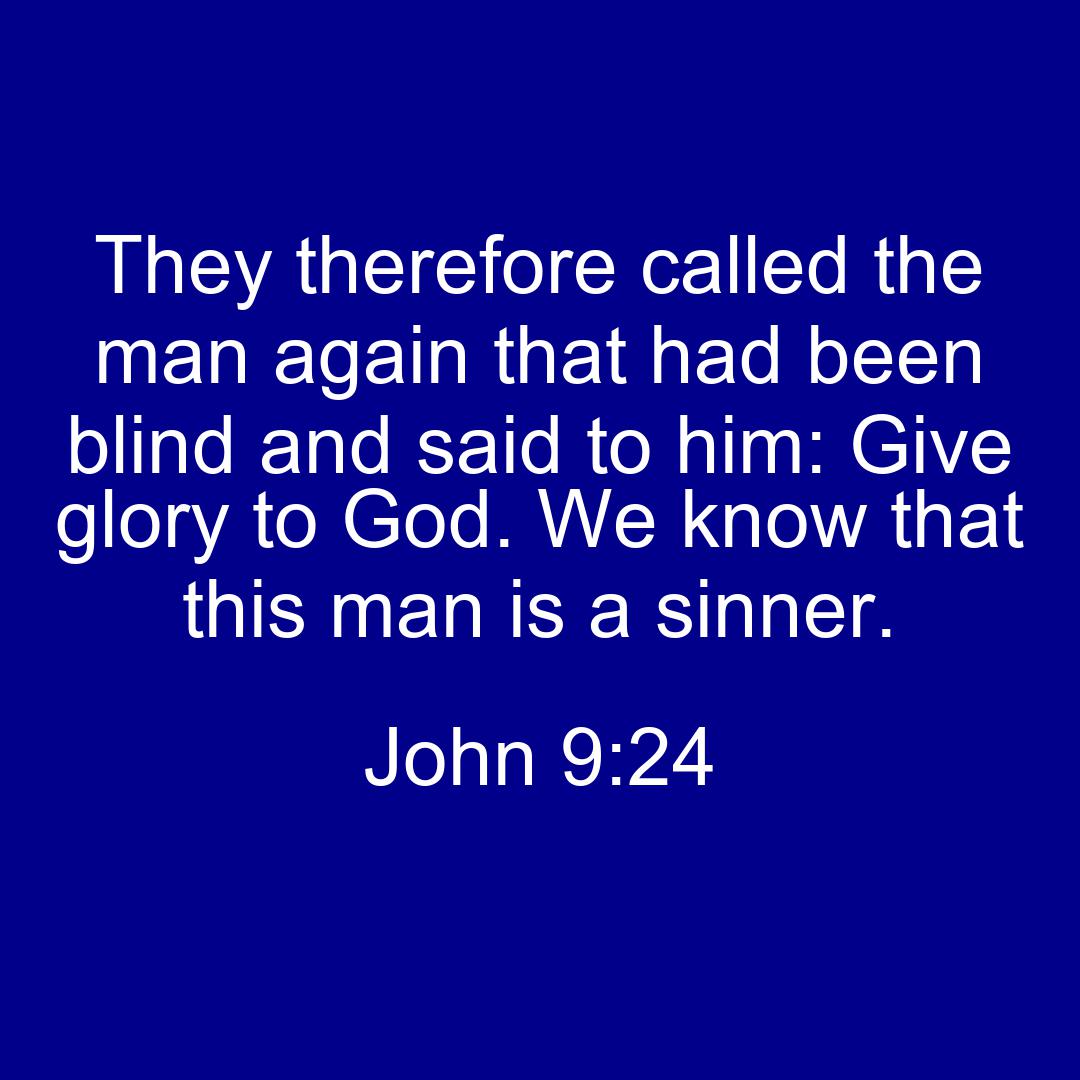 They therefore called the
man again that had been
blind and said to him: Give
glory to God. We know that
this man is a sinner.
John 9:24